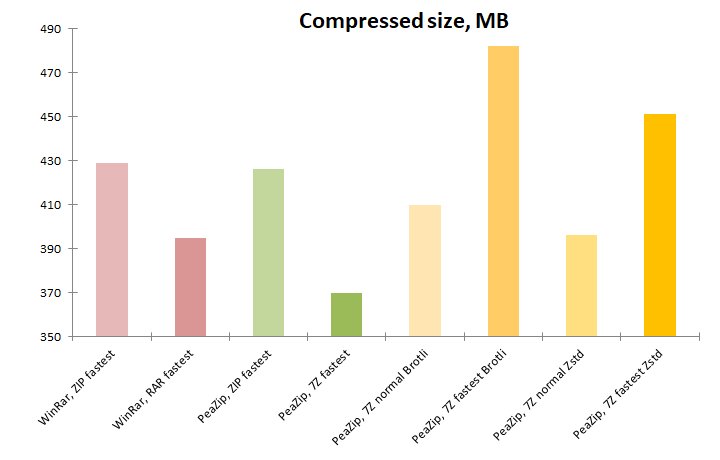 Compressed size, MB
490
470
450
430
410
390
370
350
WinRar, ZIP fastest
WinRar, RAR fastest
PeaZip, ZIP fastest
PeaZip, 7Z fastest
PeaZip, 7Z normal Brotli
PeaZip, 7Z fastest Brotli
PeaZip, 7Z normal Zstd
PeaZip, 7Z fastest Zstd